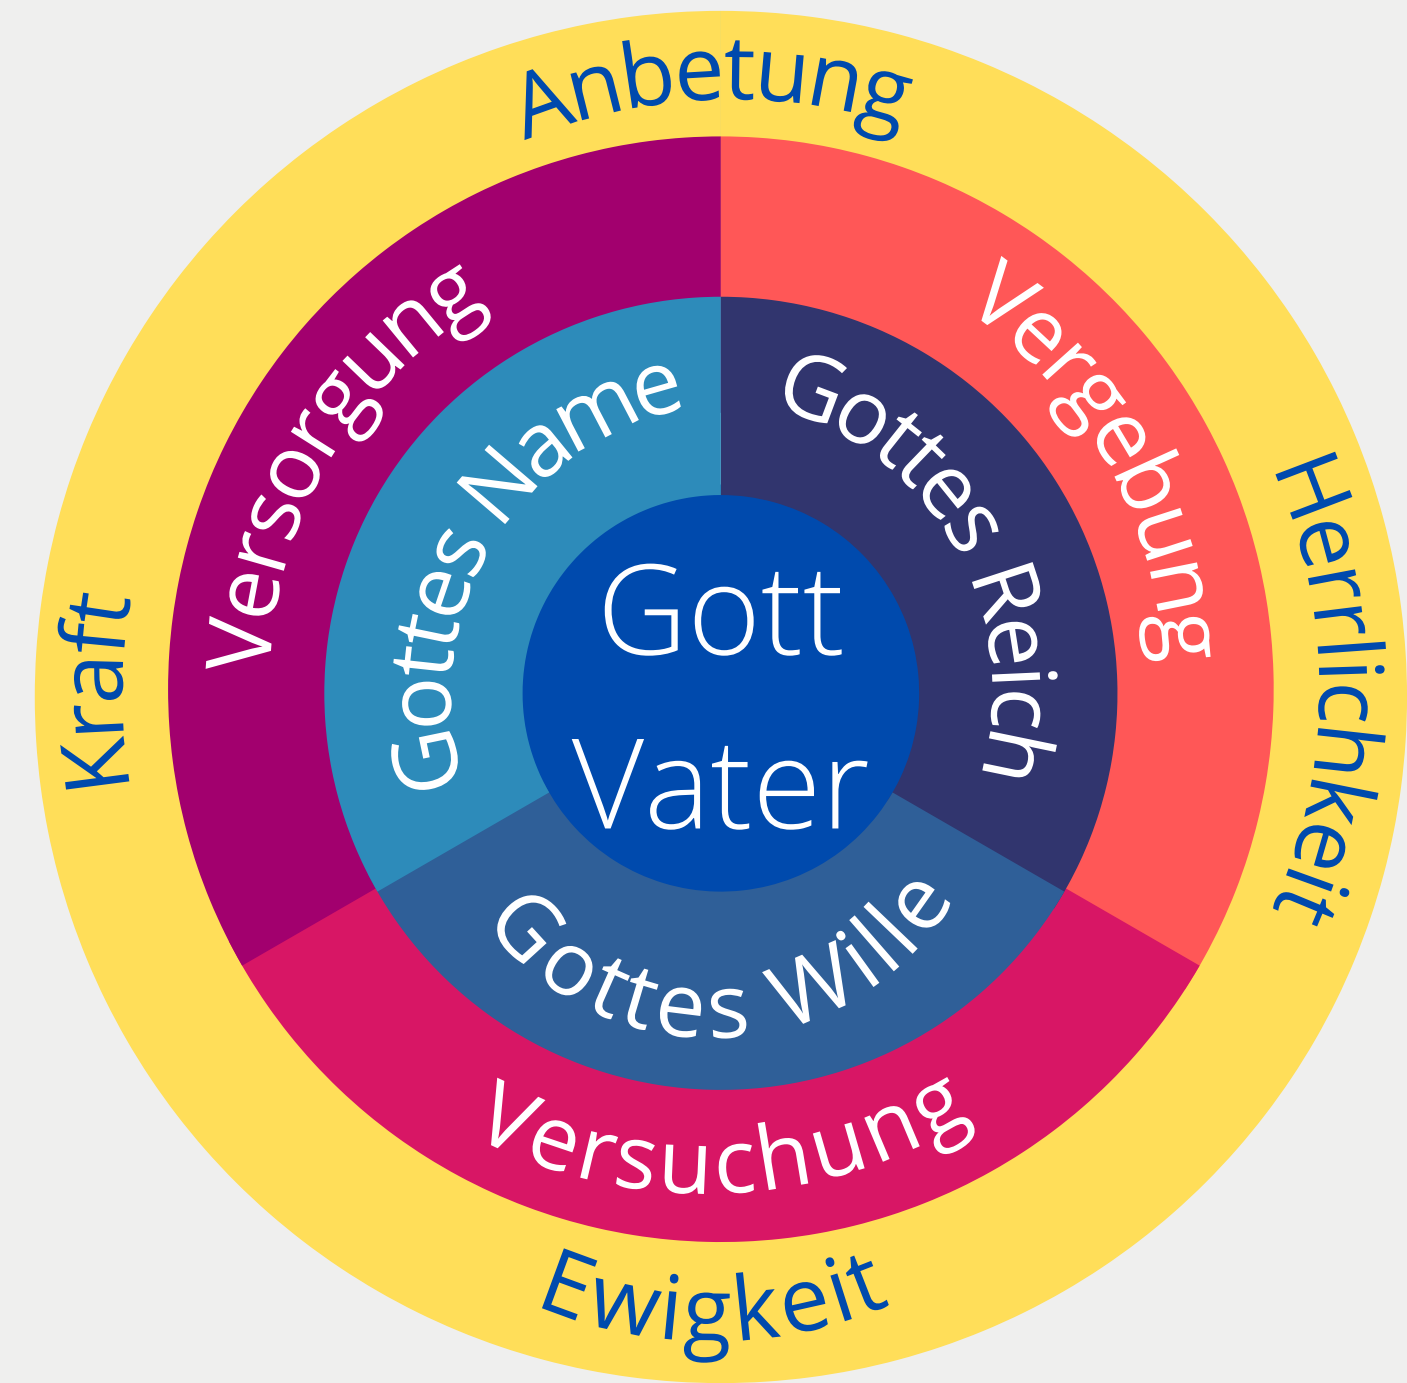 Anbetung
Versorgung
Vergebung
Gottes Name
Gottes Reich
Kraft
Gott
Vater
Herrlichkeit
Gottes Wille
Versuchung
Ewigkeit